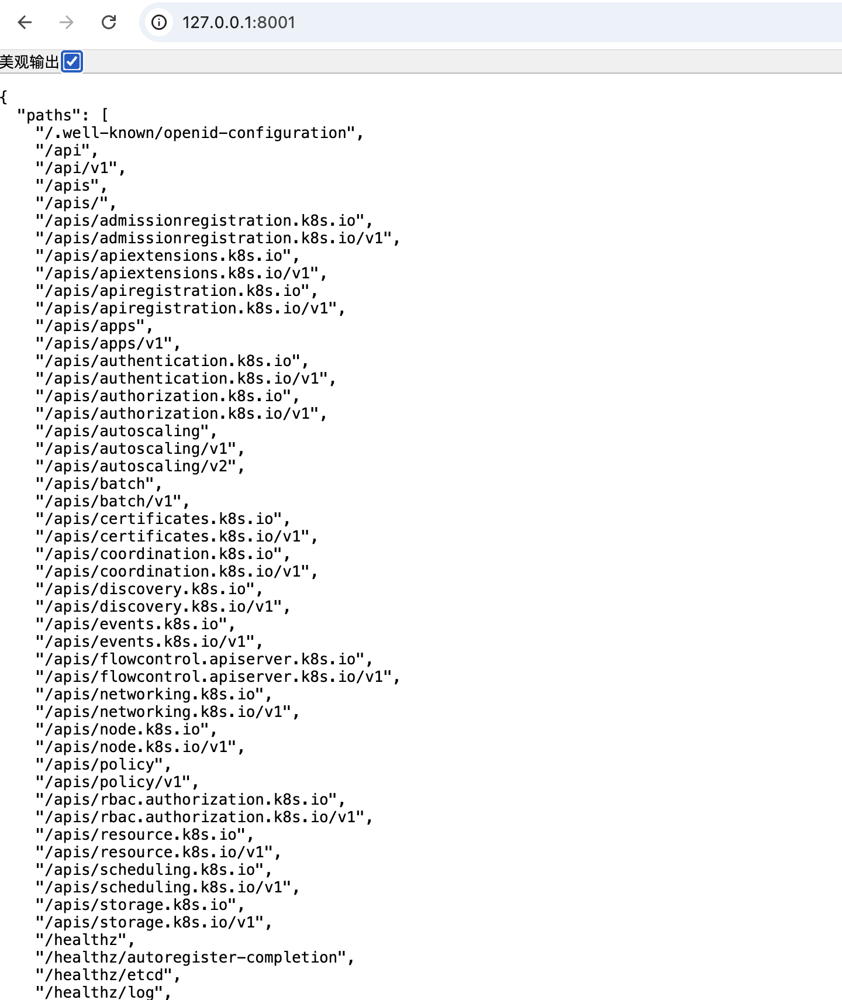 127.0.0.1:8001
美观输出
{
  "paths": [
    "/.well-known/openid-configuration",
    "/api",
    "/api/v1",
    "/apis",
    "/apis/",
    "/apis/admissionregistration.k8s.io",
    "/apis/admissionregistration.k8s.io/v1",
    "/apis/apiextensions.k8s.io",
    "/apis/apiextensions.k8s.io/v1",
    "/apis/apiregistration.k8s.io",
    "/apis/apiregistration.k8s.io/v1",
    "/apis/apps",
    "/apis/apps/v1",
    "/apis/authentication.k8s.io",
    "/apis/authentication.k8s.io/v1",
    "/apis/authorization.k8s.io",
    "/apis/authorization.k8s.io/v1",
    "/apis/autoscaling",
    "/apis/autoscaling/v1",
    "/apis/autoscaling/v2",
    "/apis/batch",
    "/apis/batch/v1",
    "/apis/certificates.k8s.io",
    "/apis/certificates.k8s.io/v1",
    "/apis/coordination.k8s.io",
    "/apis/coordination.k8s.io/v1",
    "/apis/discovery.k8s.io",
    "/apis/discovery.k8s.io/v1",
    "/apis/events.k8s.io",
    "/apis/events.k8s.io/v1",
    "/apis/flowcontrol.apiserver.k8s.io",
    "/apis/flowcontrol.apiserver.k8s.io/v1",
    "/apis/networking.k8s.io",
    "/apis/networking.k8s.io/v1",
    "/apis/node.k8s.io",
    "/apis/node.k8s.io/v1",
    "/apis/policy",
    "/apis/policy/v1",
    "/apis/rbac.authorization.k8s.io",
    "/apis/rbac.authorization.k8s.io/v1",
    "/apis/resource.k8s.io",
    "/apis/resource.k8s.io/v1",
    "/apis/scheduling.k8s.io",
    "/apis/scheduling.k8s.io/v1",
    "/apis/storage.k8s.io",
    "/apis/storage.k8s.io/v1",
    "/healthz",
    "/healthz/autoregister-completion",
    "/healthz/etcd",
    "/healthz/log",